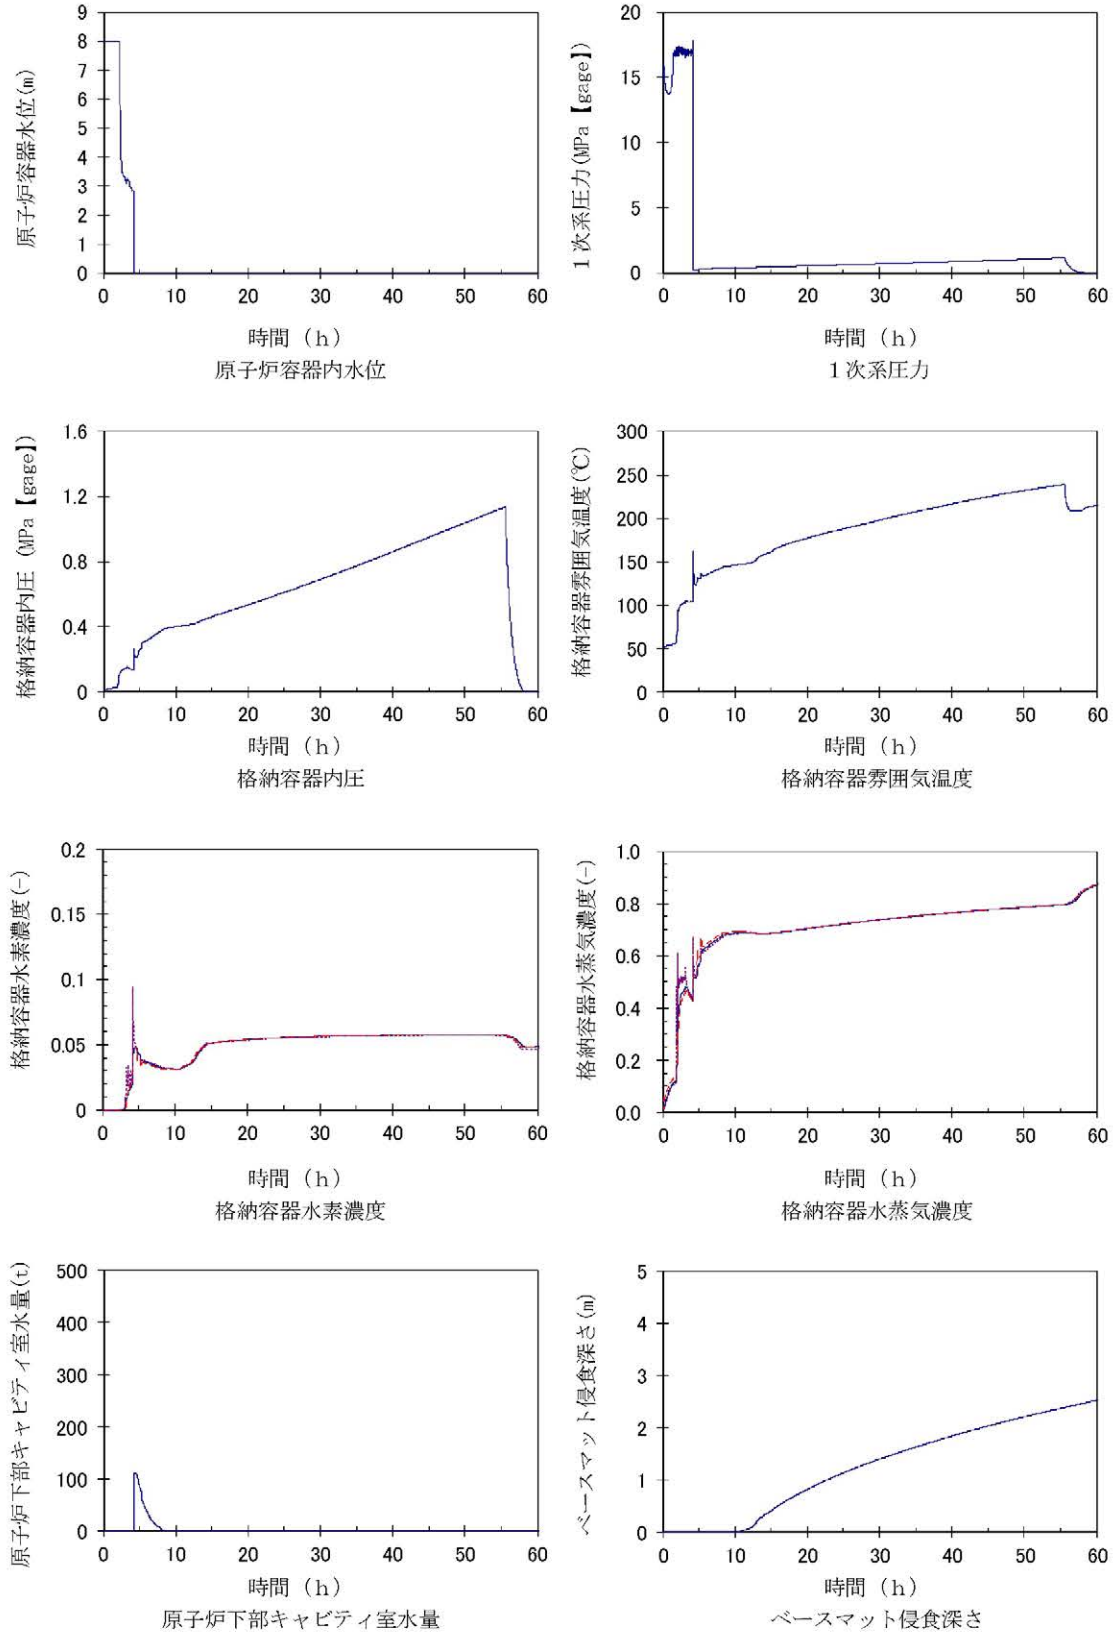 原子炉容器水位(m)
9
8
7
6
5
4
3
2
1
0
0 10 20 30 40 50 60
時間 (h)
原子炉容器内水位
1次系圧力(MPa【gage】)
20
15
10
5
0
0 10 20 30 40 50 60
時間 (h)
1次系圧力
格納容器内圧 (MPa【gage】)
1.6
1.2
0.8
0.4
0
0 10 20 30 40 50 60
時間 (h)
格納容器内圧
格納容器雰囲気温度(℃)
300
250
200
150
100
50
0
0 10 20 30 40 50 60
時間 (h)
格納容器雰囲気温度
格納容器水素濃度(-)
0.2
0.15
0.1
0.05
0
0 10 20 30 40 50 60
時間 (h)
格納容器水素濃度
格納容器水蒸気濃度(-)
1.0
0.8
0.6
0.4
0.2
0.0
0 10 20 30 40 50 60
時間 (h)
格納容器水蒸気濃度
原子炉下部キャビティ室水量(t)
500
400
300
200
100
0
0 10 20 30 40 50 60
時間 (h)
原子炉下部キャビティ室水量
ベースマット侵食深さ(m)
5
4
3
2
1
0
0 10 20 30 40 50 60
時間 (h)
ベースマット侵食深さ